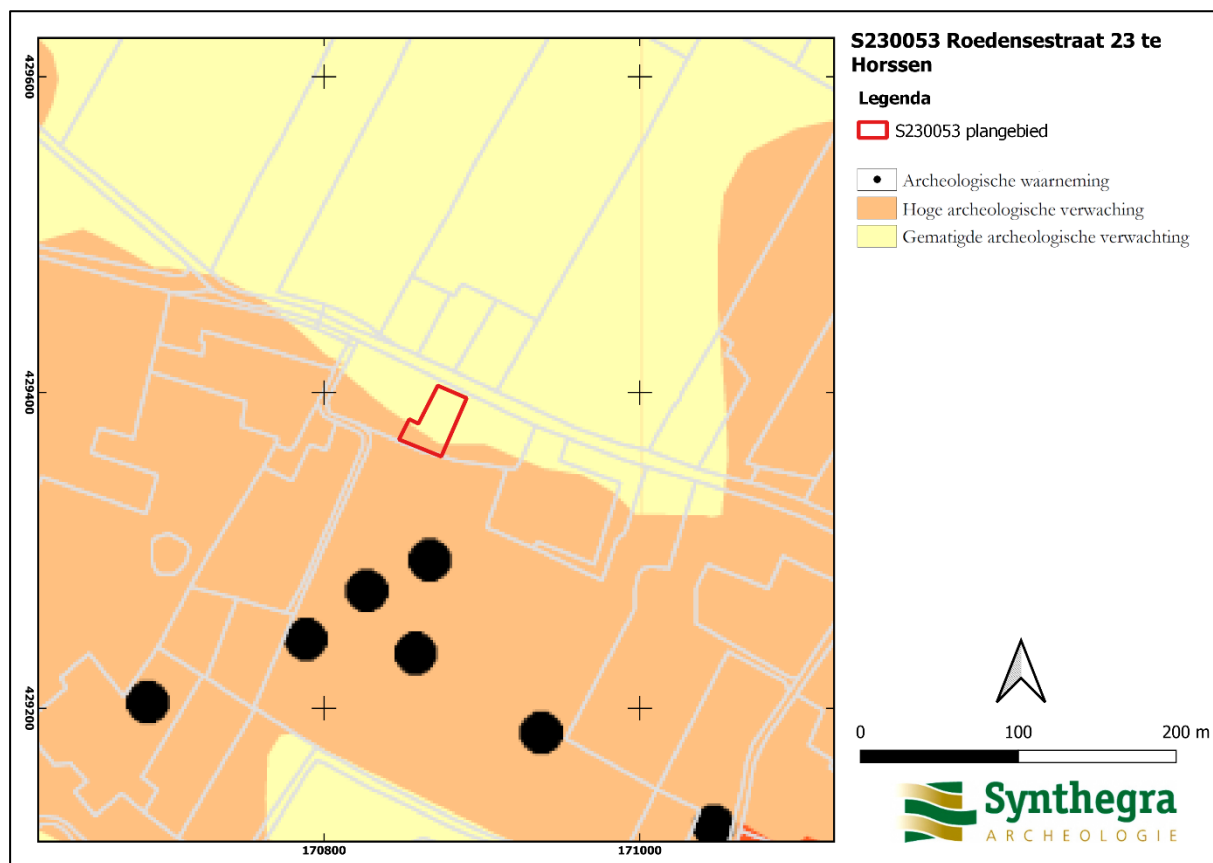 S230053 Roedensestraat 23 te
Horssen
Legenda
S230053 plangebied
Archeologische waarneming
Hoge archeologische verwaching
Gematigde archeologische verwachting
429600
429400
429200
170800
171000
0 100 200 m
Synthegra
ARCHEOLOGIE